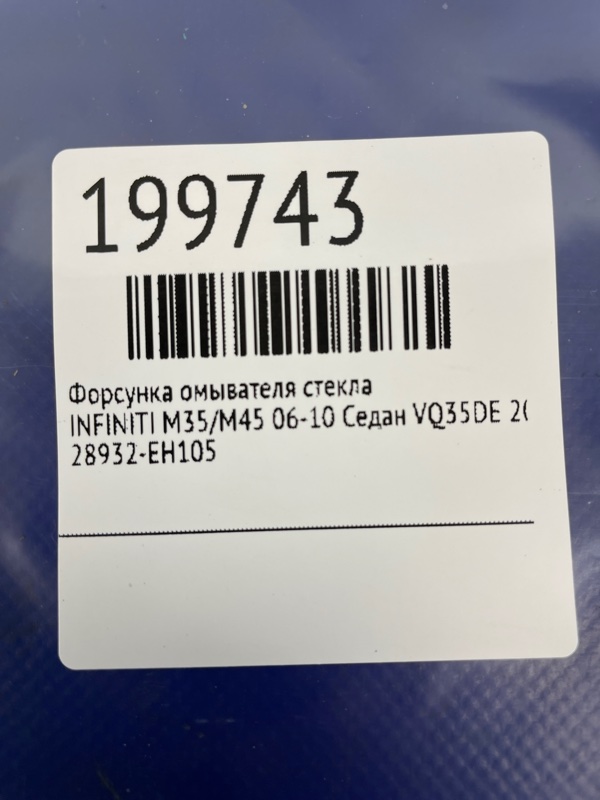 199743
Форсунка омывателя стекла
INFINITI M35/M45 06-10 Седан VQ35DE
28932-EH105